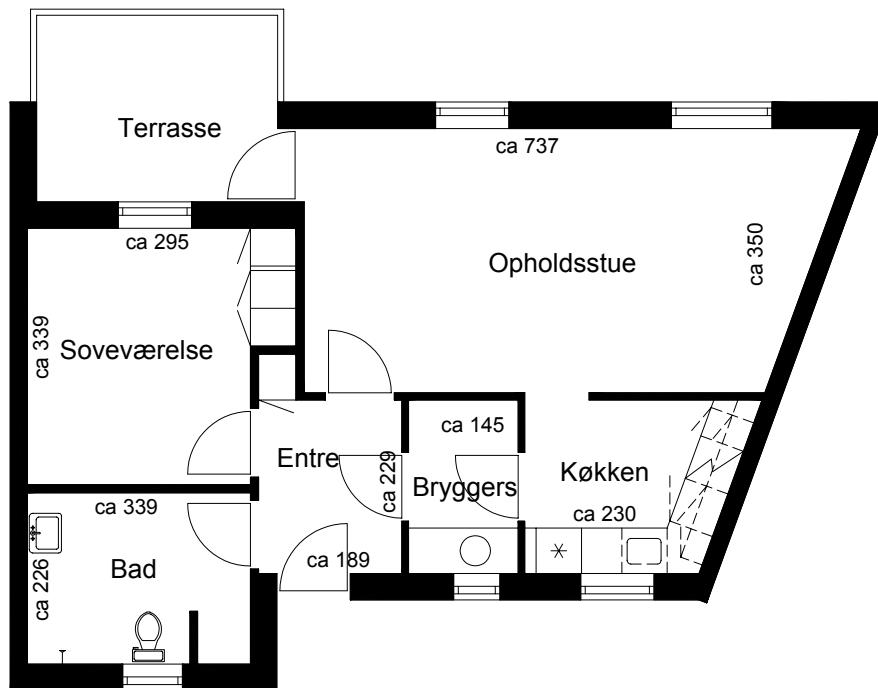 Terrasse
ca 737
ca 295
ca 350
Opholdsstue
ca 339
Soveværelse
ca 145
Entre
ca 229
Bryggers
Køkken
ca 339
ca 230
ca 189
Bad
ca 226